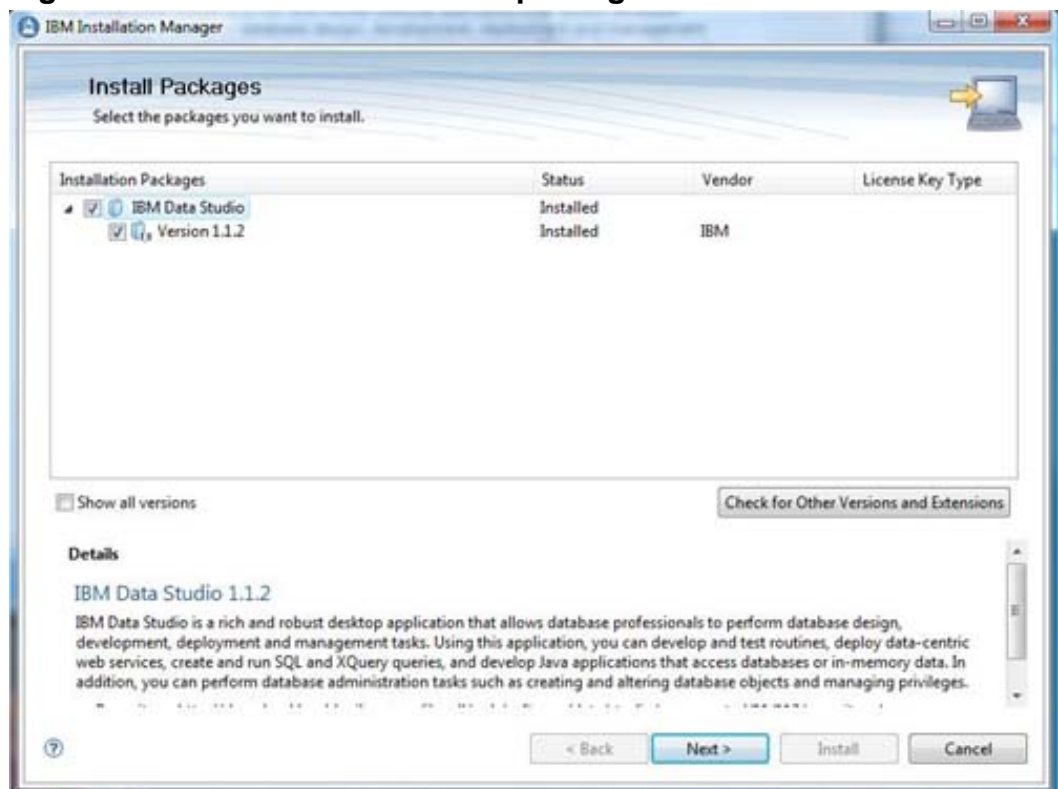 IBM Installation Manager
Install Packages
Select the packages you want to install.
Installation Packages Status Vendor License Key Type
IBM Data Studio Installed
Version 1.1.2 Installed IBM
Show all versions
Check for Other Versions and Extensions
Details
IBM Data Studio 1.1.2
IBM Data Studio is a rich and robust desktop application that allows database professionals to perform database design,
development, deployment and management tasks. Using this application, you can develop and test routines, deploy data-centric
web services, create and run SQL and XQuery queries, and develop Java applications that access databases or in-memory data. In
addition, you can perform database administration tasks such as creating and altering database objects and managing privileges.
< Back Next > Install Cancel